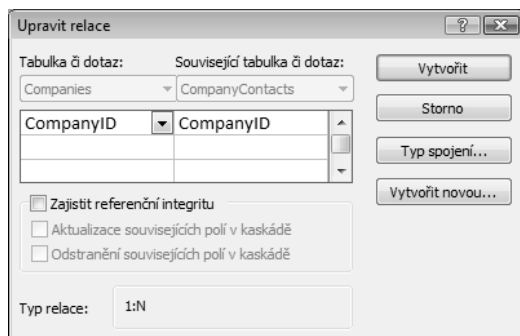 Upravit relace
Tabulka či dotaz: Související tabulka či dotaz:
Companies CompanyContacts
CompanyID CompanyID
Zajistit referenční integritu
Aktualizace souvisejících polí v kaskádě
Odstranění souvisejících polí v kaskádě
Typ relace: 1:N
Vytvořit
Storno
Typ spojení...
Vytvořit novou...